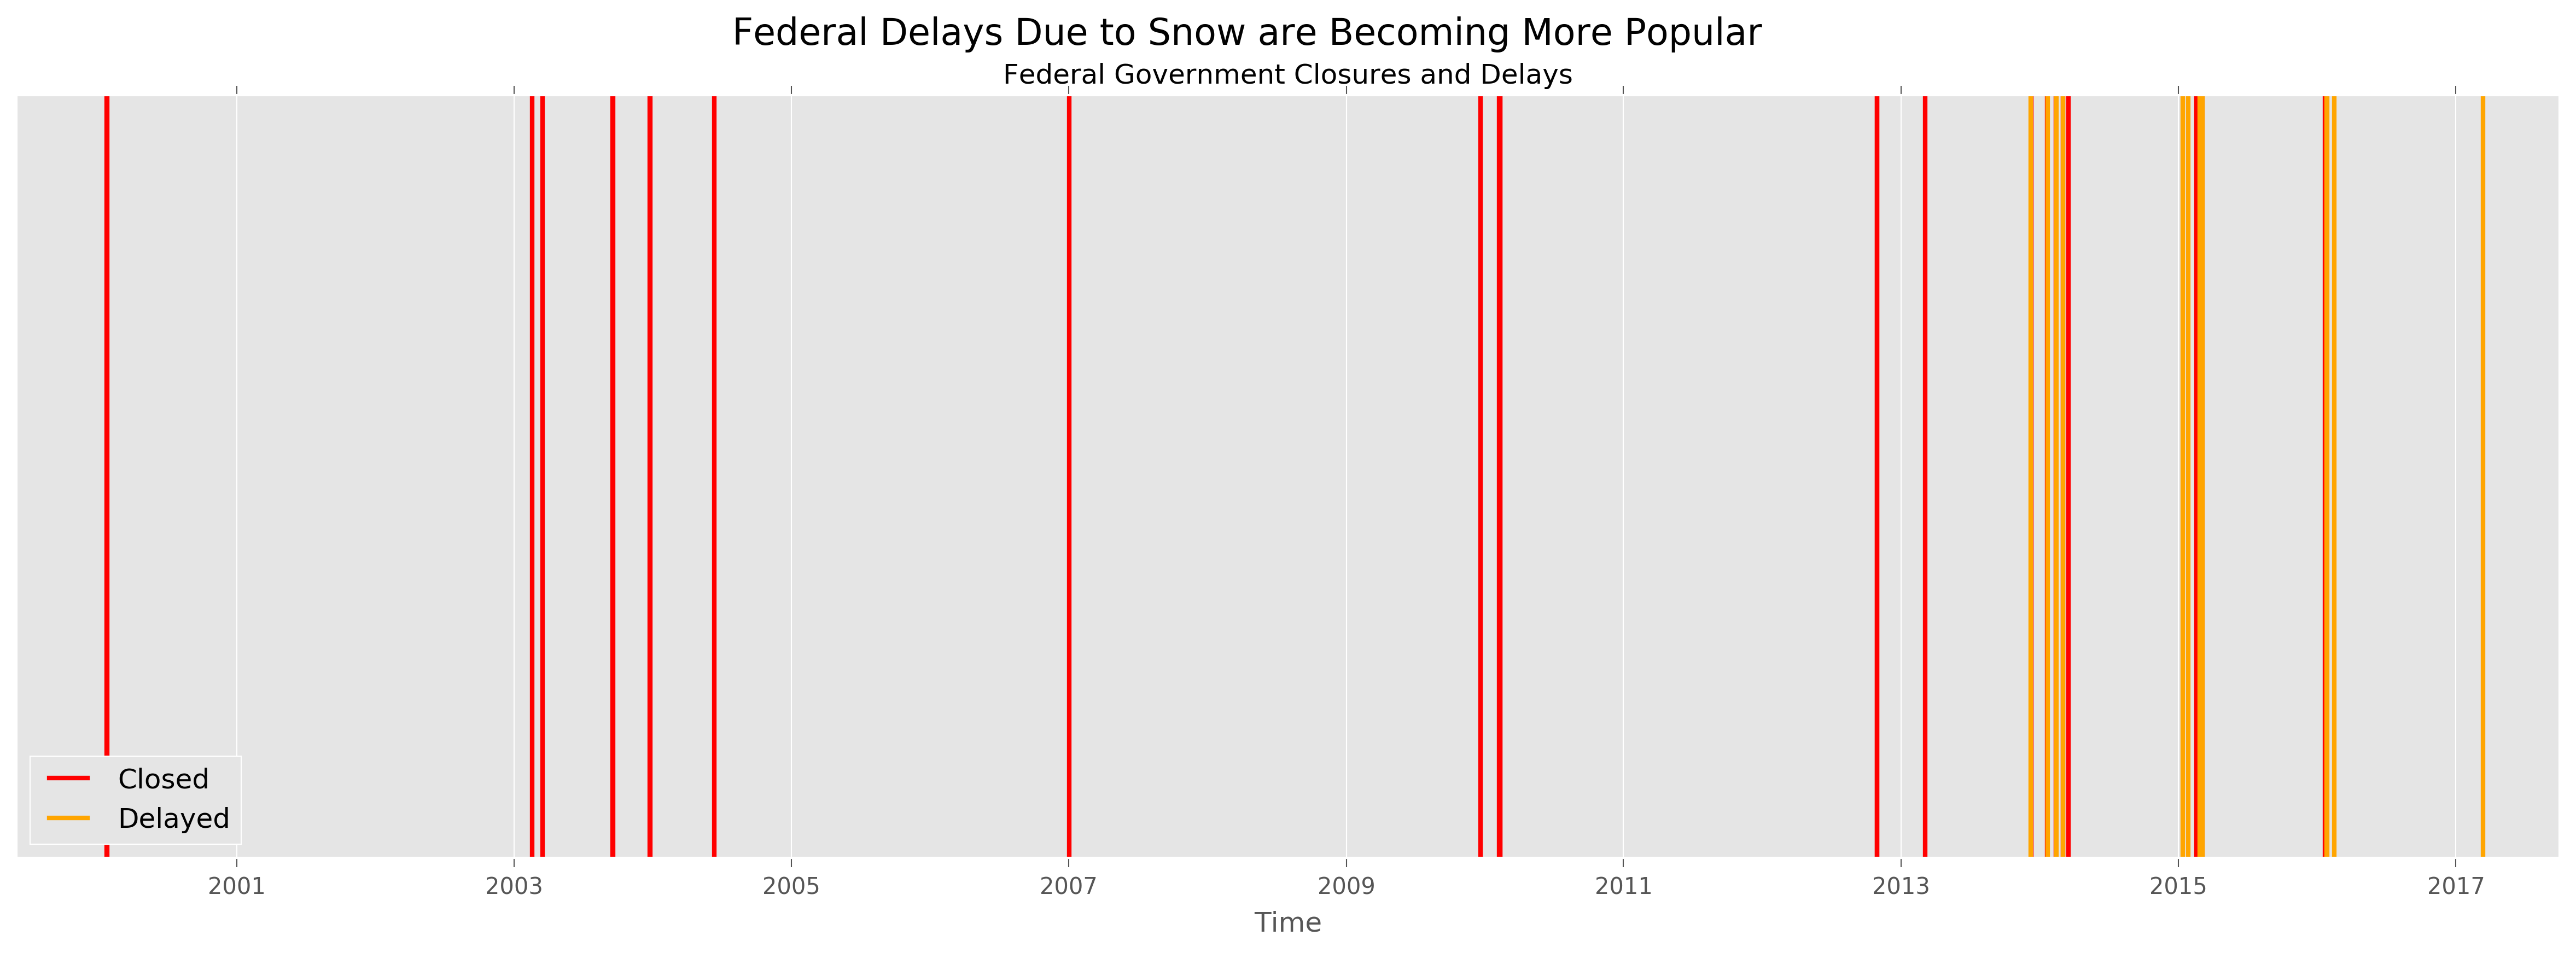 Federal Delays Due to Snow are Becoming More Popular
Federal Government Closures and Delays
Closed
Delayed
2001 2003 2005 2007 2009 2011 2013 2015 2017
Time